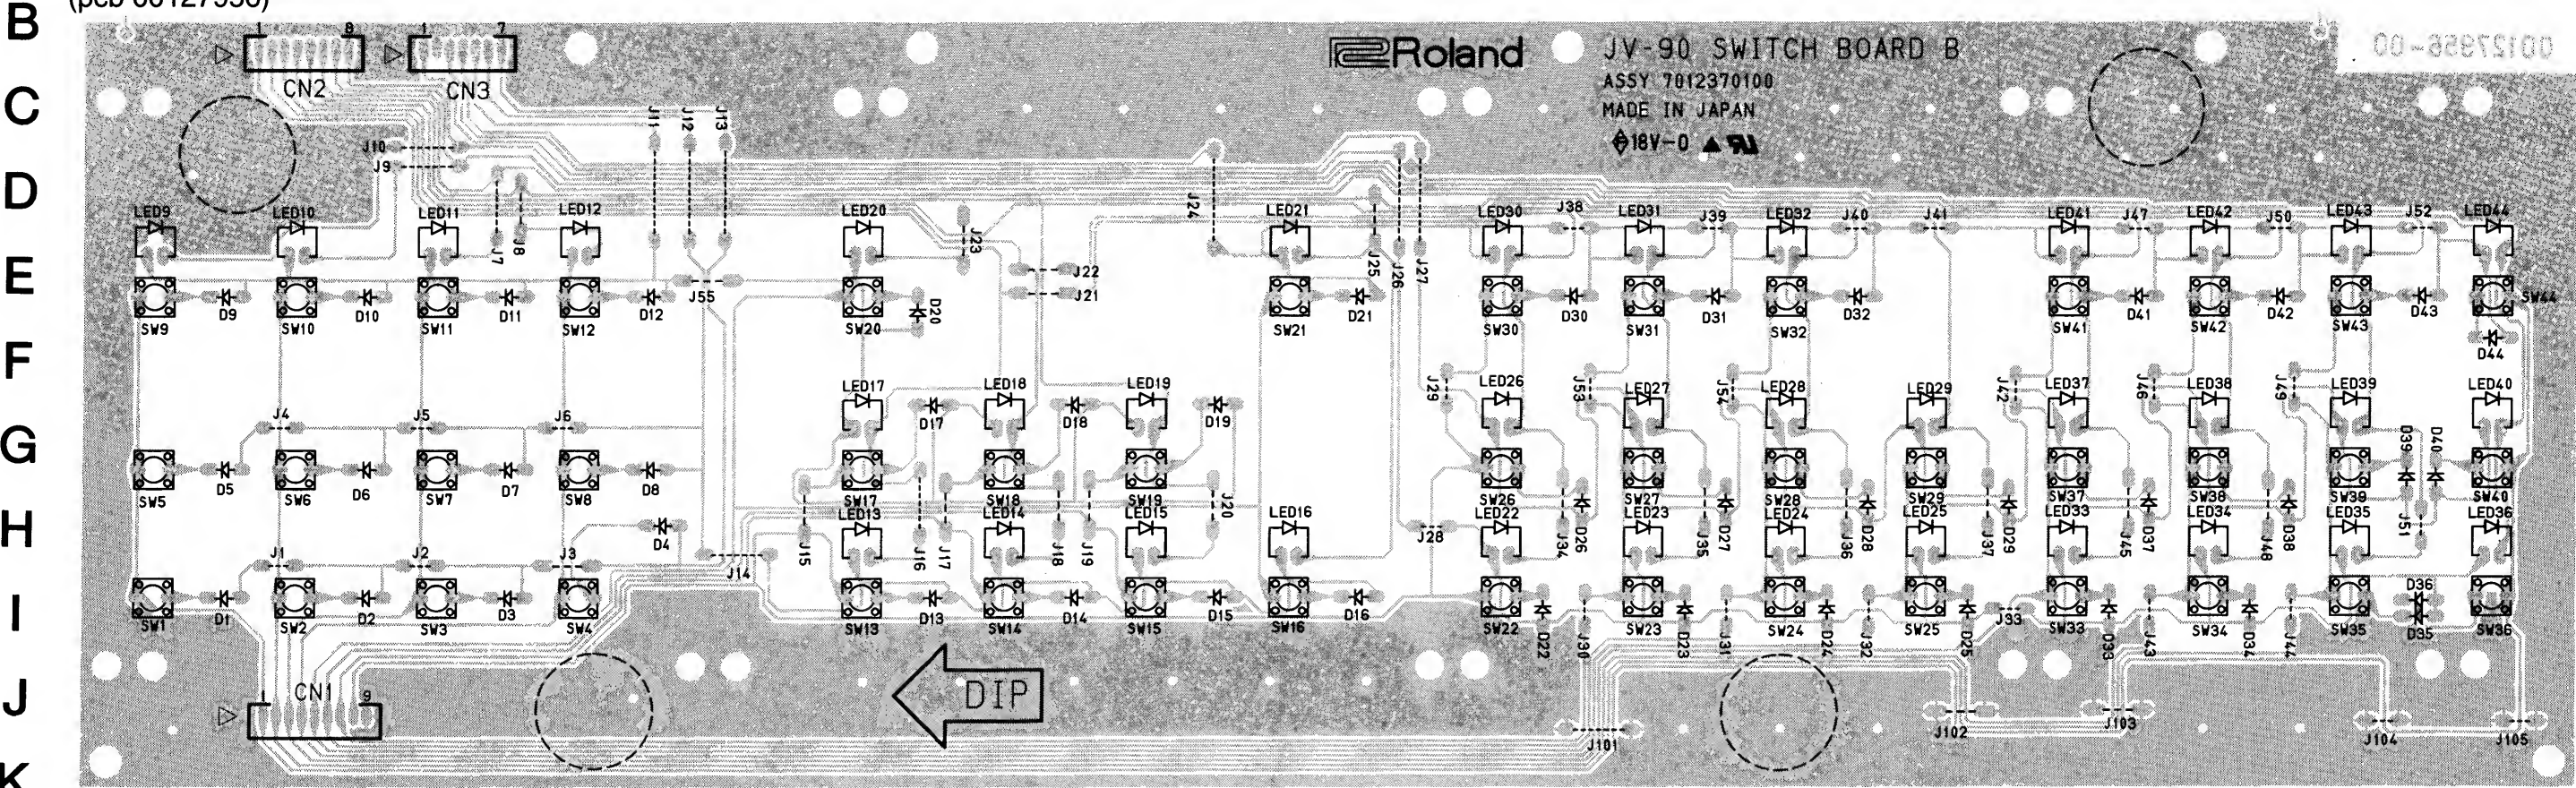 (pcb 00127956)
B
C
D
E
F
G
H
I
J
K
1 8
CN2
1 7
CN3
Roland
JV-90 SWITCH BOARD B
ASSY 7012370100
MADE IN JAPAN
18V-0
00127956-00
J11 J12 J13
J10
J9
J7 J8
J24
J23
J22
J21
J25 J26 J27
LED9 LED10 LED11 LED12 LED20 LED21 LED30 J38 LED31 J39 LED32 J40 J41 LED41 J47 LED42 J50 LED43 J52 LED44
SW9 D9 SW10 D10 SW11 D11 SW12 D12 J55 SW20 D20 SW21 D21 SW30 D30 SW31 D31 SW32 D32 SW41 D41 SW42 D42 SW43 D43 SW44
D44
LED17 LED18 LED19 J29 LED26 J53 LED27 J54 LED28 LED29 J42 LED37 J46 LED38 J49 LED39 LED40
J4 J5 J6 D17 D18 D19
D39 D40
SW5 D5 SW6 D6 SW7 D7 SW8 D8 SW17 SW18 SW19 SW26 SW27 SW28 SW29 SW37 SW38 SW39 SW40
LED13 LED14 LED15 LED16 LED22 LED23 LED24 LED25 LED33 LED34 LED35 LED36
D4 J14 J15 J16 J17 J18 J19 J20 J28 J34 D26 J35 D27 J36 D28 J37 D29 J45 D37 J48 D38 J51
J1 J2 J3
SW1 D1 SW2 D2 SW3 D3 SW4 SW13 D13 SW14 D14 SW15 D15 SW16 D16 SW22 D22 J30 SW23 D23 J31 SW24 D24 J32 SW25 D25 J33 SW33 D33 J43 SW34 D34 J44 SW35 D36 D35 SW36
DIP
1 CN1 9
J101 J102 J103 J104 J105